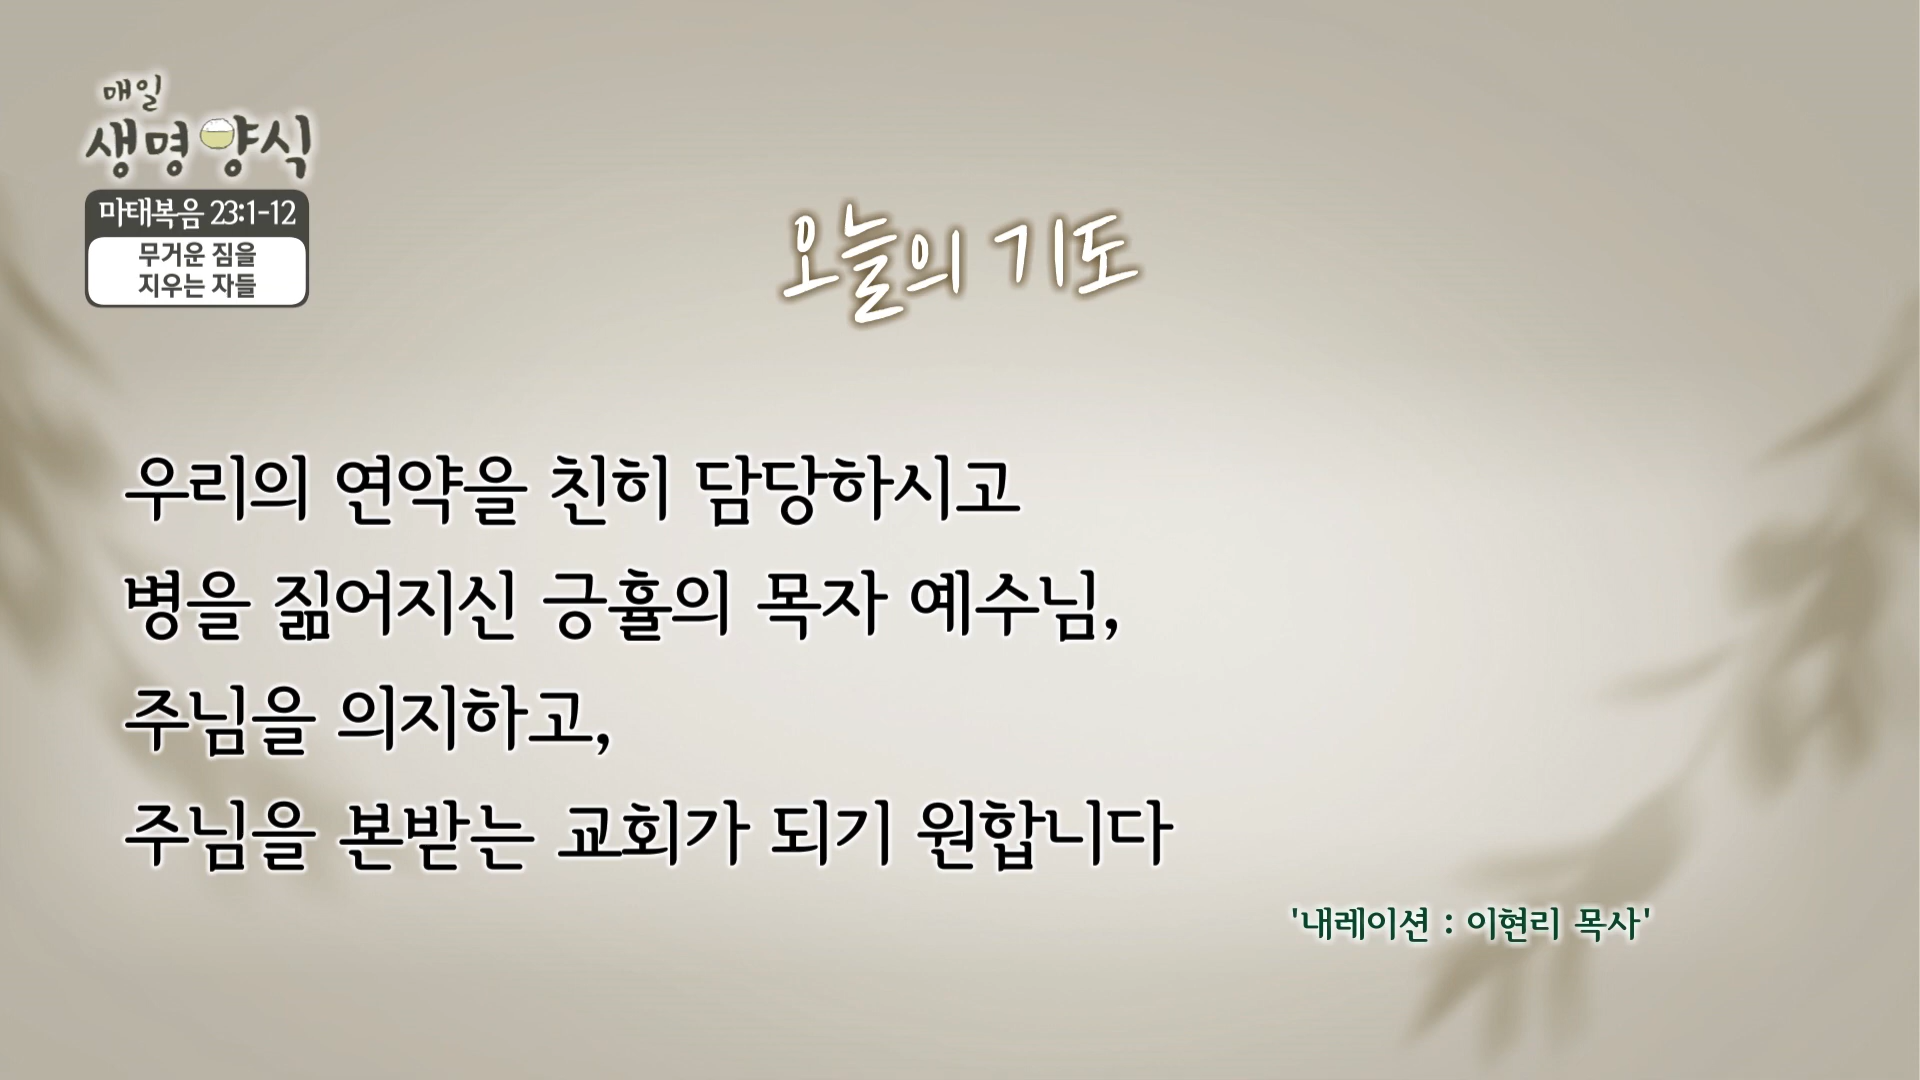 매일
생명양식
마태복음 23:1-12
무거운 짐을
지우는 자들
오늘의 기도
우리의 연약을 친히 담당하시고
병을 짊어지신 긍휼의 목자 예수님,
주님을 의지하고,
주님을 본받는 교회가 되기 원합니다
'내레이션 : 이현리 목사'